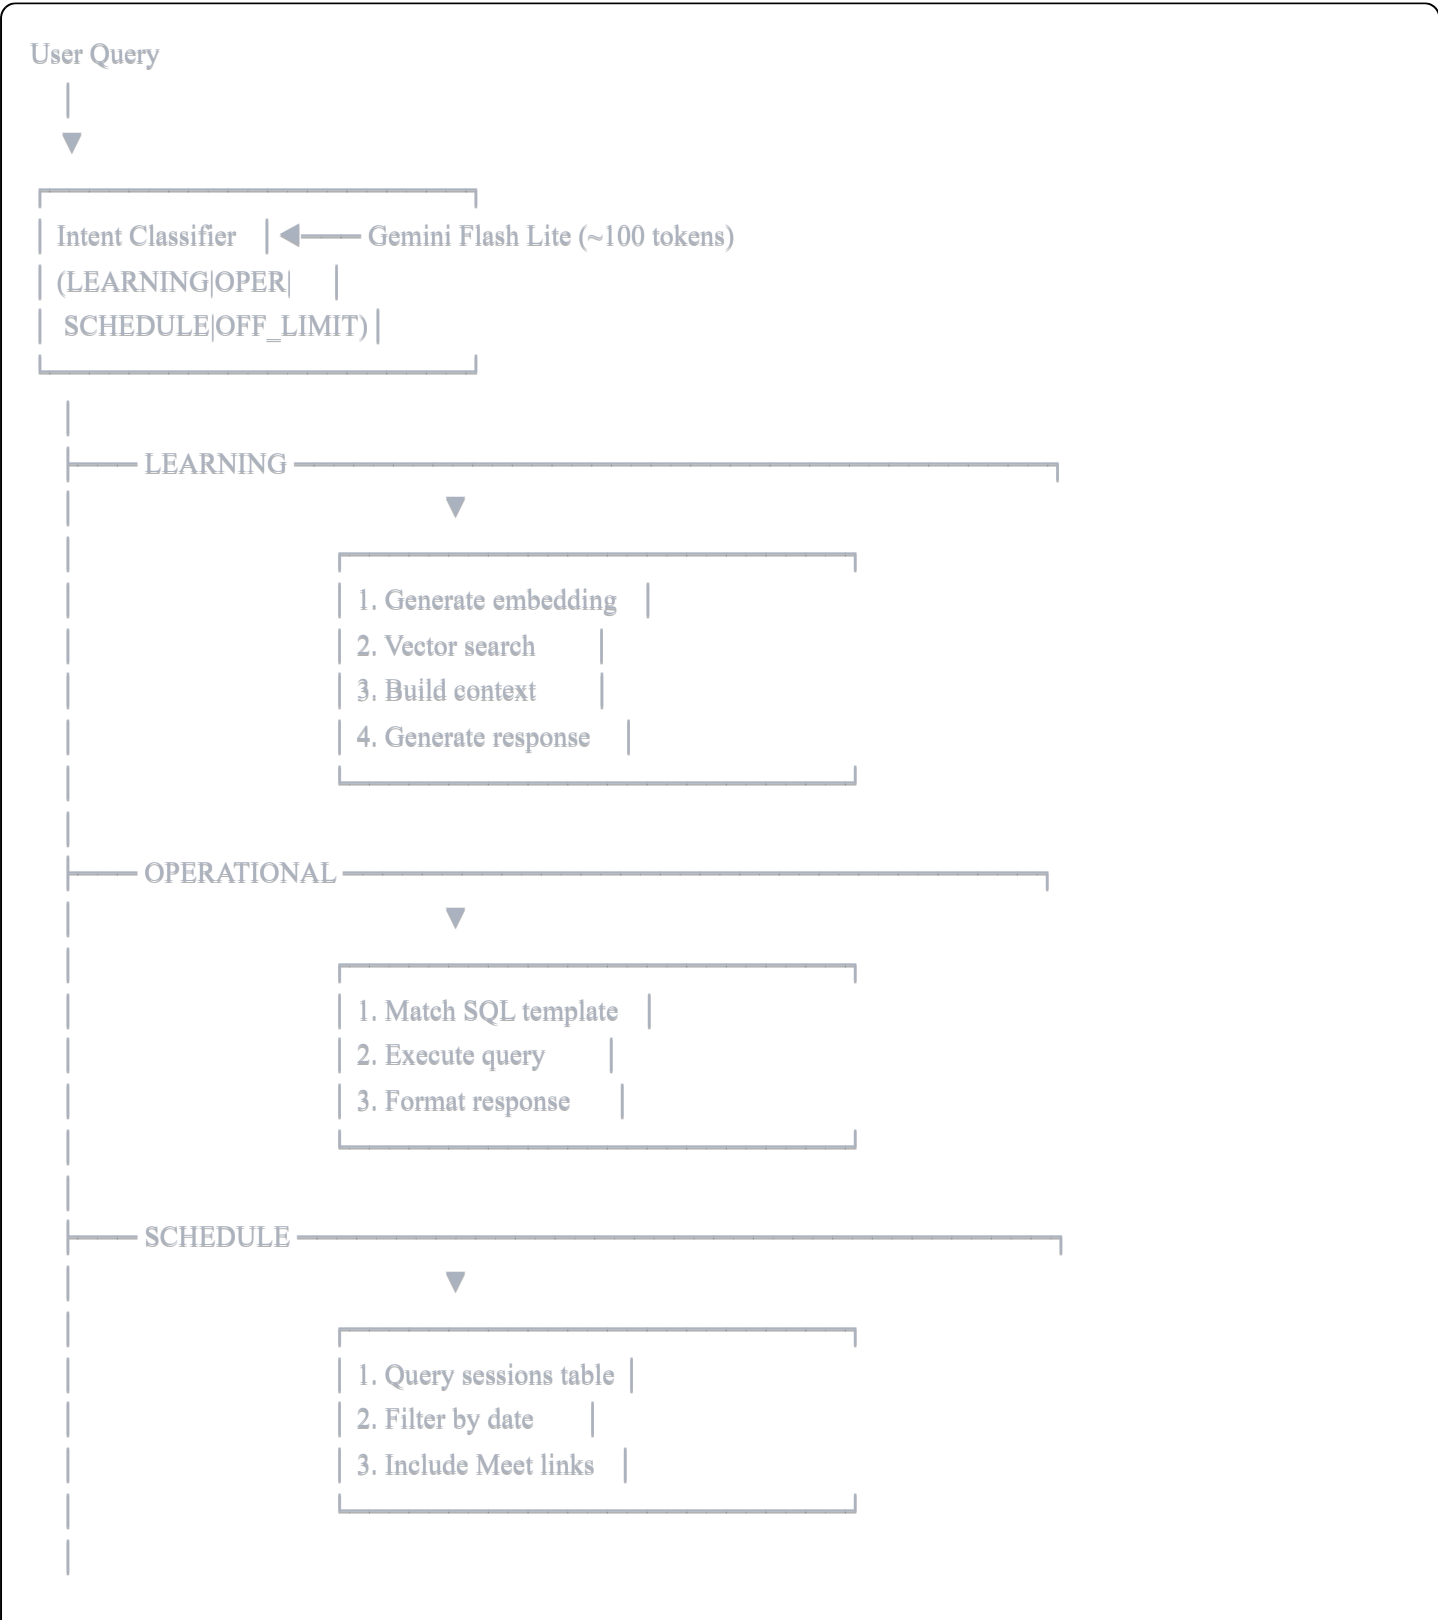 User Query
Intent Classifier
Gemini Flash Lite (~100 tokens)
(LEARNING|OPER|
SCHEDULE|OFF_LIMIT)
LEARNING
1. Generate embedding
2. Vector search
3. Build context
4. Generate response
OPERATIONAL
1. Match SQL template
2. Execute query
3. Format response
SCHEDULE
1. Query sessions table
2. Filter by date
3. Include Meet links